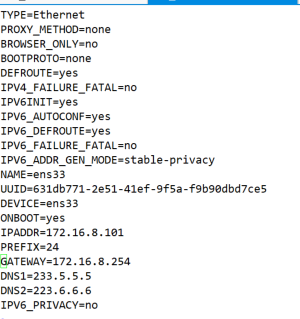 TYPE=Ethernet
PROXY_METHOD=none
BROWSER_ONLY=no
BOOTPROTO=none
DEFROUTE=yes
IPV4_FAILURE_FATAL=no
IPV6INIT=yes
IPV6_AUTOCONF=yes
IPV6_DEFROUTE=yes
IPV6_FAILURE_FATAL=no
IPV6_ADDR_GEN_MODE=stable-privacy
NAME=ens33
UUID=631db771-2e51-41ef-9f5a-f9b90dbd7ce5
DEVICE=ens33
ONBOOT=yes
IPADDR=172.16.8.101
PREFIX=24
GATEWAY=172.16.8.254
DNS1=233.5.5.5
DNS2=223.6.6.6
IPV6_PRIVACY=no